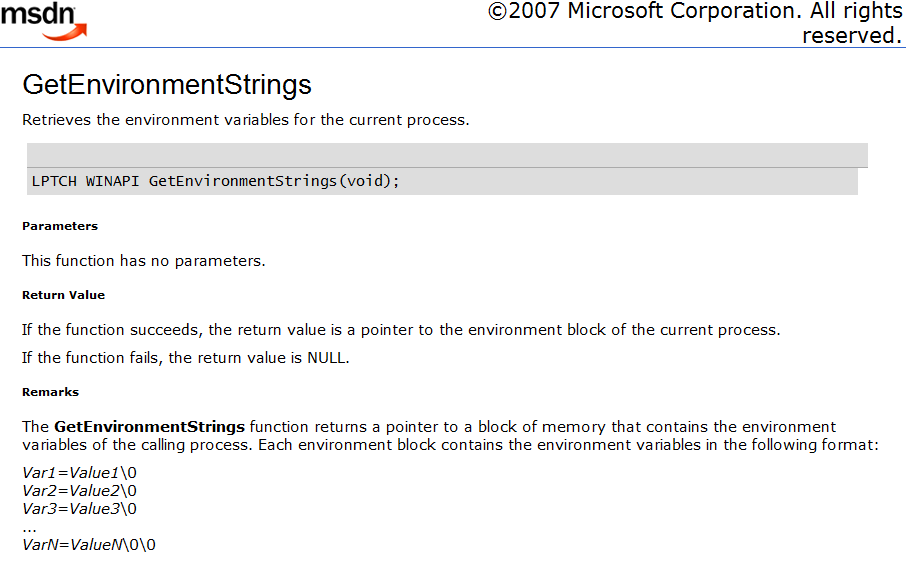 msdn
©2007 Microsoft Corporation. All rights
reserved.
GetEnvironmentStrings
Retrieves the environment variables for the current process.
LPTCH WINAPI GetEnvironmentStrings(void);
Parameters
This function has no parameters.
Return Value
If the function succeeds, the return value is a pointer to the environment block of the current process.
If the function fails, the return value is NULL.
Remarks
The GetEnvironmentStrings function returns a pointer to a block of memory that contains the environment
variables of the calling process. Each environment block contains the environment variables in the following format:
Var1=Value1\0
Var2=Value2\0
Var3=Value3\0
...
VarN=ValueN\0\0